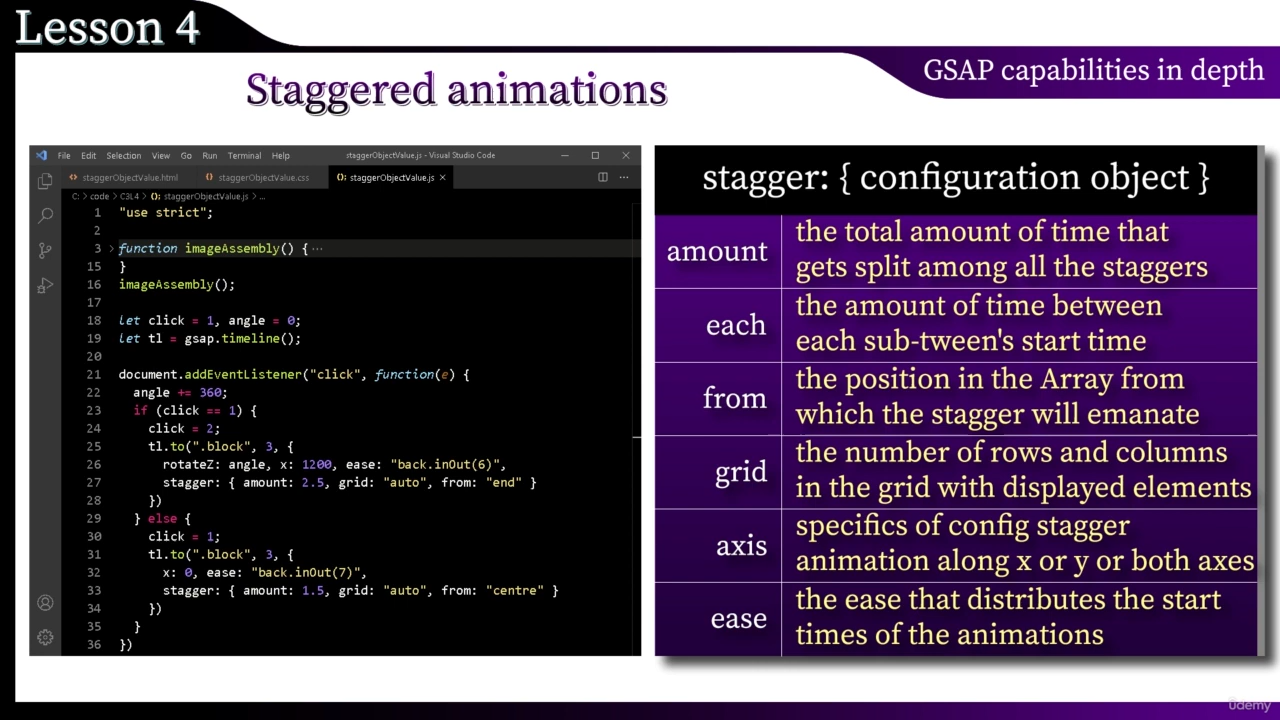 Lesson 4
GSAP capabilities in depth
Staggered animations
File Edit Selection View Go Run Terminal Help
staggerObjectValue.js - Visual Studio Code
staggerObjectValue.html
staggerObjectValue.css
staggerObjectValue.js
C: > code > C3L4 > staggerObjectValue.js > ...
1 "use strict";
2
3 function imageAssembly() { ...
15 }
16 imageAssembly();
17
18 let click = 1, angle = 0;
19 let tl = gsap.timeline();
20
21 document.addEventListener("click", function(e) {
22 angle += 360;
23 if (click == 1) {
24 click = 2;
25 tl.to(".block", 3, {
26 rotateZ: angle, x: 1200, ease: "back.inOut(6)",
27 stagger: { amount: 2.5, grid: "auto", from: "end" }
28 })
29 } else {
30 click = 1;
31 tl.to(".block", 3, {
32 x: 0, ease: "back.inOut(7)",
33 stagger: { amount: 1.5, grid: "auto", from: "centre" }
34 })
35 }
36 })
stagger: { configuration object }
amount
the total amount of time that
gets split among all the staggers
each
the amount of time between
each sub-tween's start time
from
the position in the Array from
which the stagger will emanate
grid
the number of rows and columns
in the grid with displayed elements
axis
specifics of config stagger
animation along x or y or both axes
ease
the ease that distributes the start
times of the animations
ûdemy